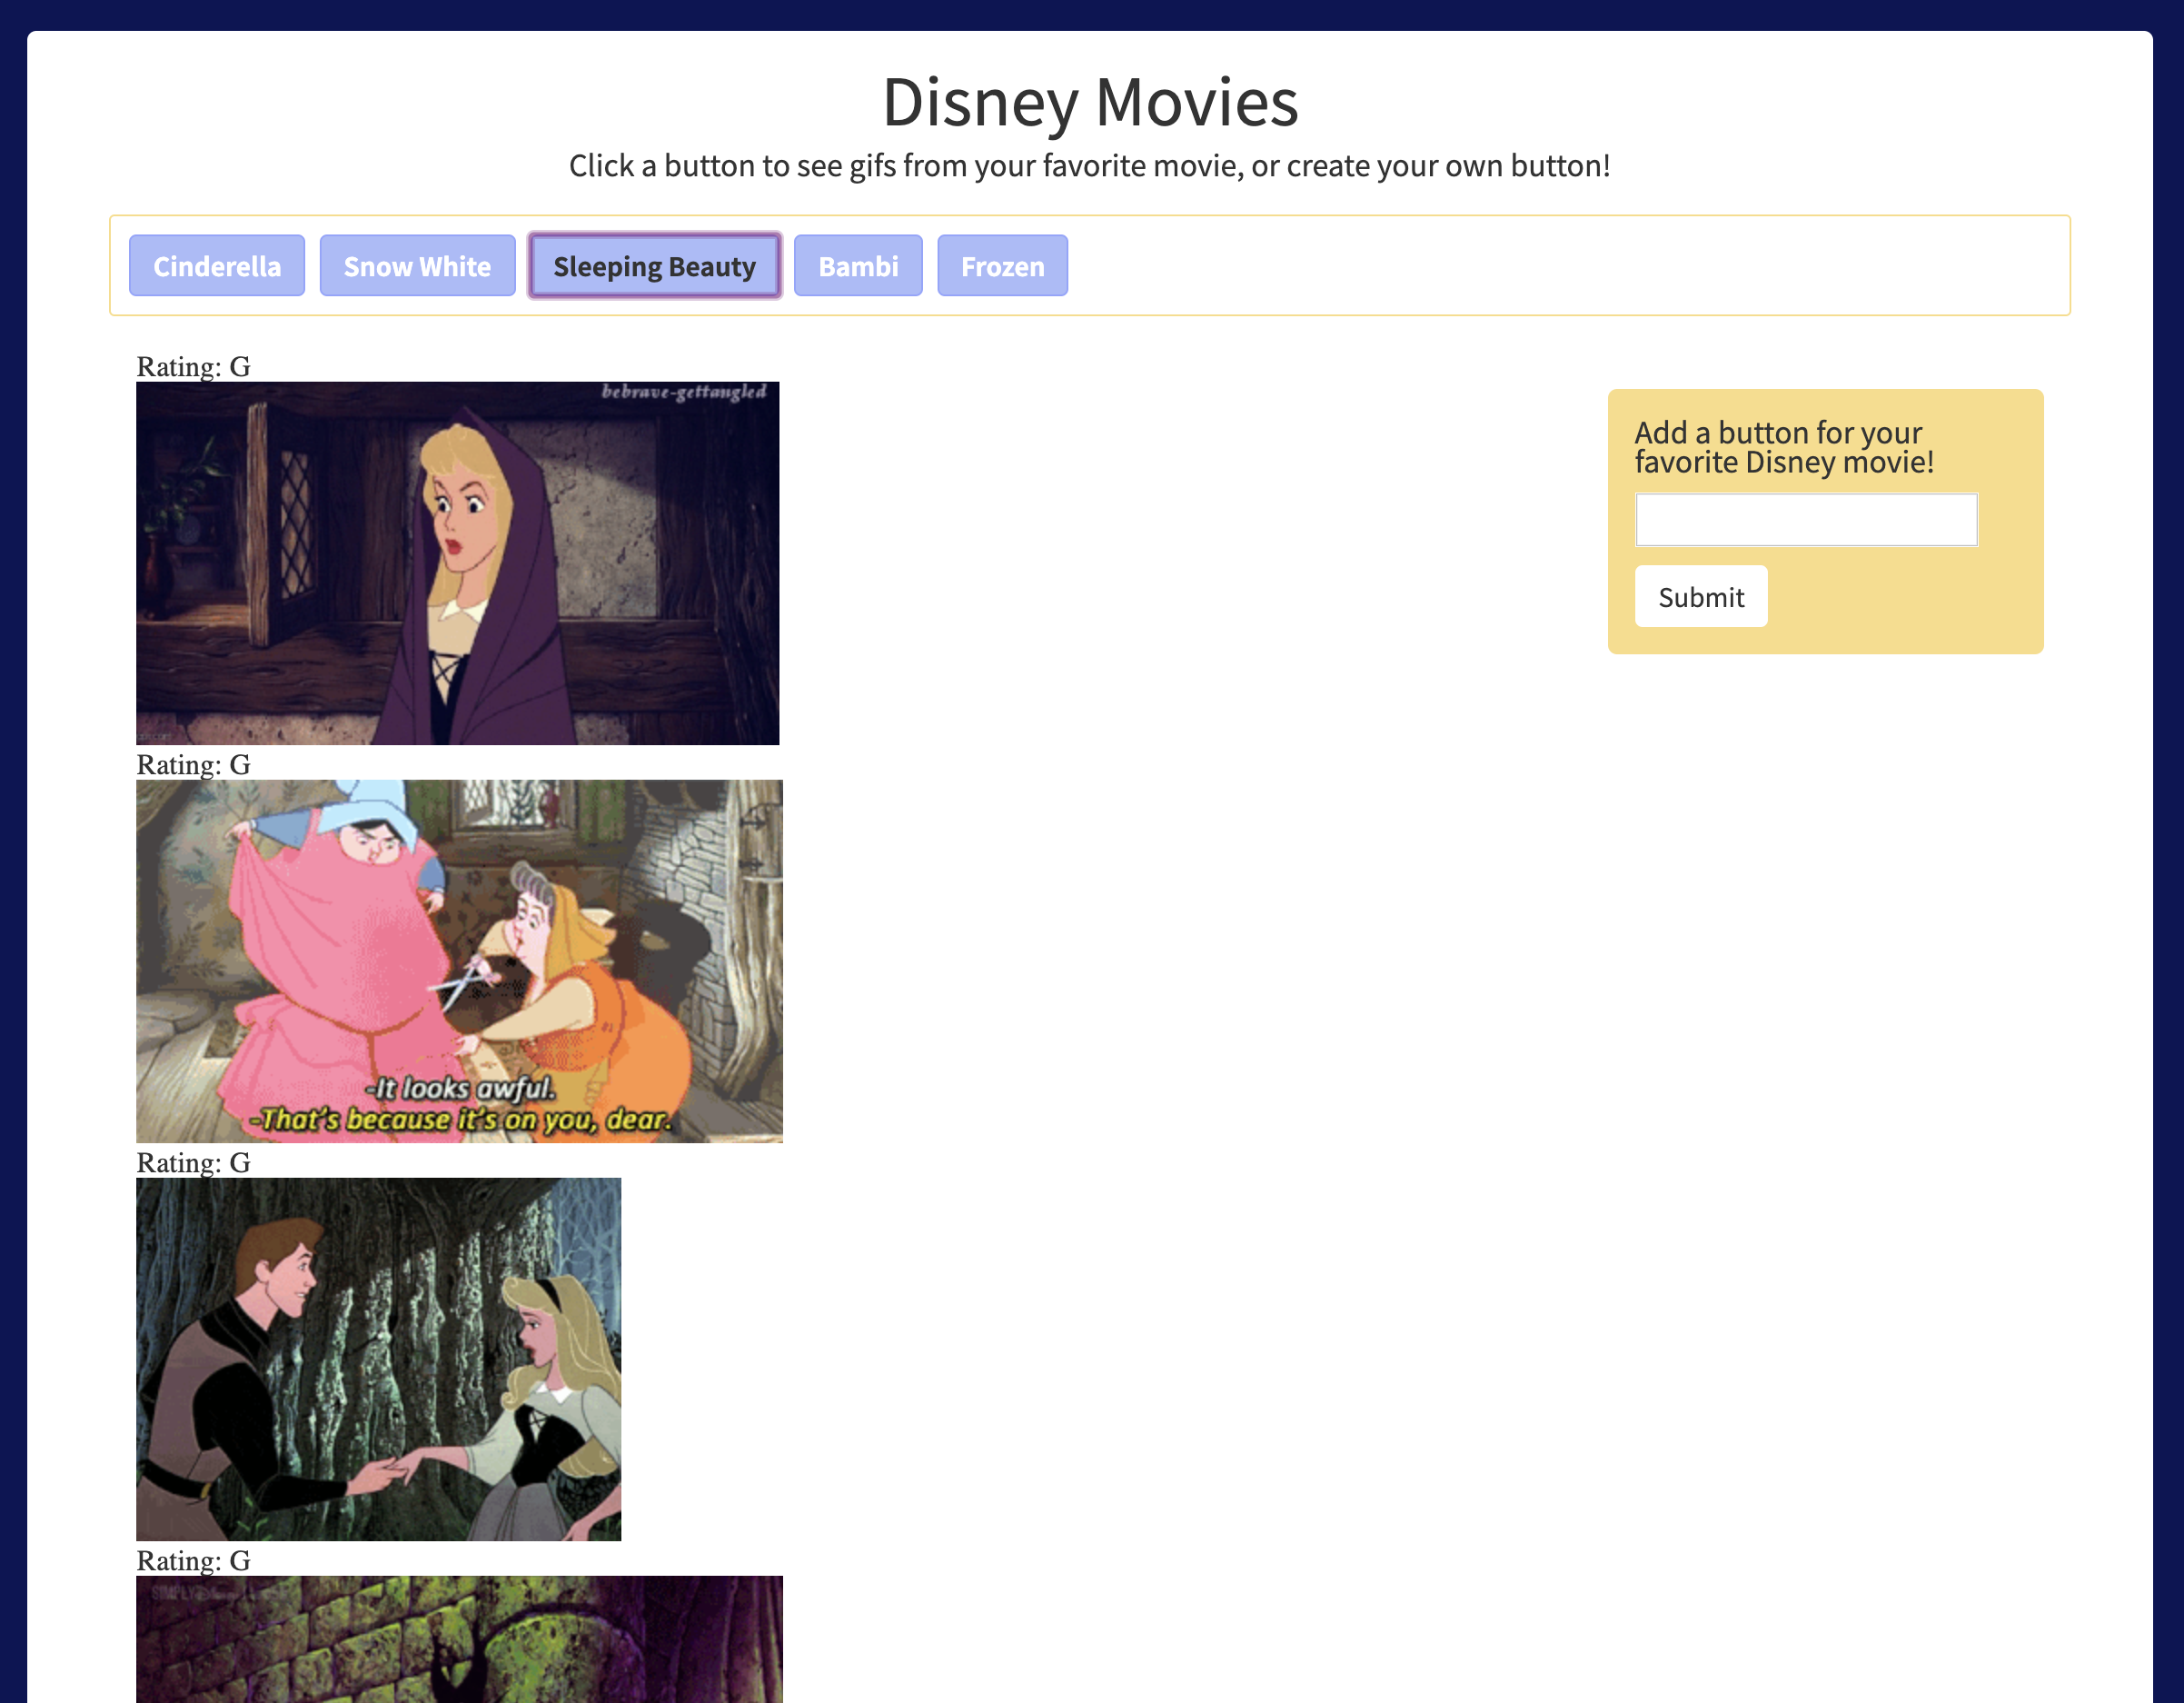 Disney Movies
Click a button to see gifs from your favorite movie, or create your own button!
Cinderella
Snow White
Sleeping Beauty
Bambi
Frozen
Rating: G
bebrave-gettangled
Add a button for your
favorite Disney movie!
Submit
Rating: G
-It looks awful.
-That's because it's on you, dear.
Rating: G
Rating: G